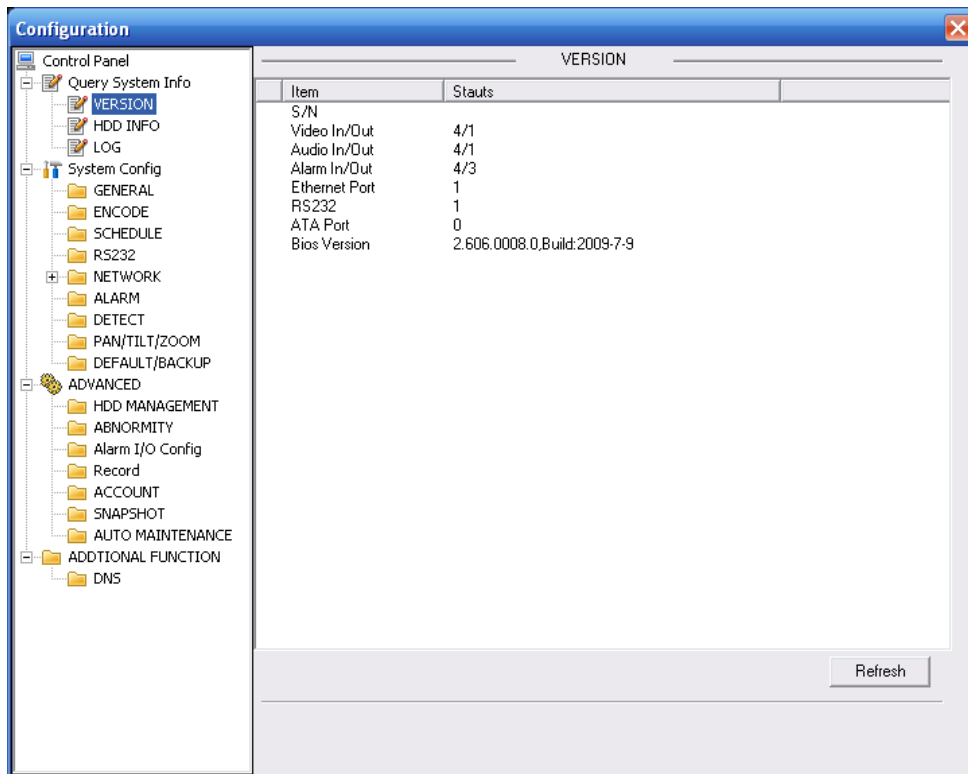 Configuration
Control Panel
Query System Info
VERSION
HDD INFO
LOG
System Config
GENERAL
ENCODE
SCHEDULE
RS232
NETWORK
ALARM
DETECT
PAN/TILT/ZOOM
DEFAULT/BACKUP
ADVANCED
HDD MANAGEMENT
ABNORMITY
Alarm I/O Config
Record
ACCOUNT
SNAPSHOT
AUTO MAINTENANCE
ADDTIONAL FUNCTION
DNS
VERSION
Item Stauts
S/N
Video In/Out 4/1
Audio In/Out 4/1
Alarm In/Out 4/3
Ethernet Port 1
RS232 1
ATA Port 0
Bios Version 2.606.0008.0,Build:2009-7-9
Refresh